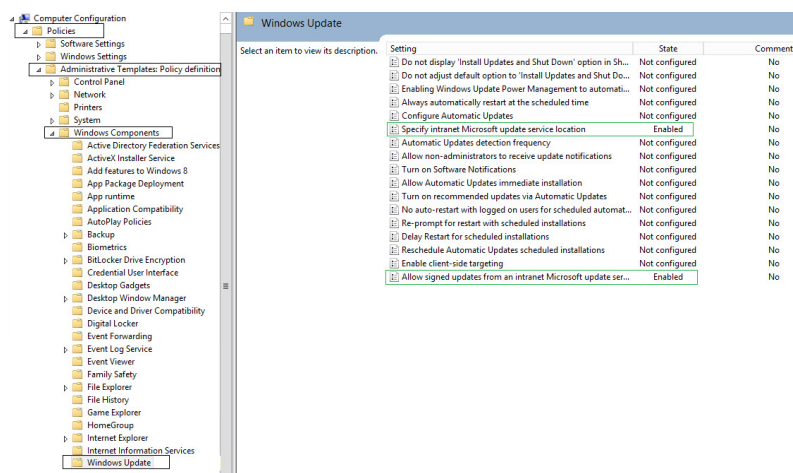 Computer Configuration
Policies
Software Settings
Windows Settings
Administrative Templates: Policy definition
Control Panel
Network
Printers
System
Windows Components
Active Directory Federation Services
ActiveX Installer Service
Add features to Windows 8
App Package Deployment
App runtime
Application Compatibility
AutoPlay Policies
Backup
Biometrics
BitLocker Drive Encryption
Credential User Interface
Desktop Gadgets
Desktop Window Manager
Device and Driver Compatibility
Digital Locker
Event Forwarding
Event Log Service
Event Viewer
Family Safety
File Explorer
File History
Game Explorer
HomeGroup
Internet Explorer
Internet Information Services
Windows Update
Windows Update
Select an item to view its description.
Setting State Comment
Do not display 'Install Updates and Shut Down' option in Sh... Not configured No
Do not adjust default option to 'Install Updates and Shut Do... Not configured No
Enabling Windows Update Power Management to automati... Not configured No
Always automatically restart at the scheduled time Not configured No
Configure Automatic Updates Not configured No
Specify intranet Microsoft update service location Enabled No
Automatic Updates detection frequency Not configured No
Allow non-administrators to receive update notifications Not configured No
Turn on Software Notifications Not configured No
Allow Automatic Updates immediate installation Not configured No
Turn on recommended updates via Automatic Updates Not configured No
No auto-restart with logged on users for scheduled automat... Not configured No
Re-prompt for restart with scheduled installations Not configured No
Delay Restart for scheduled installations Not configured No
Reschedule Automatic Updates scheduled installations Not configured No
Enable client-side targeting Not configured No
Allow signed updates from an intranet Microsoft update ser... Enabled No